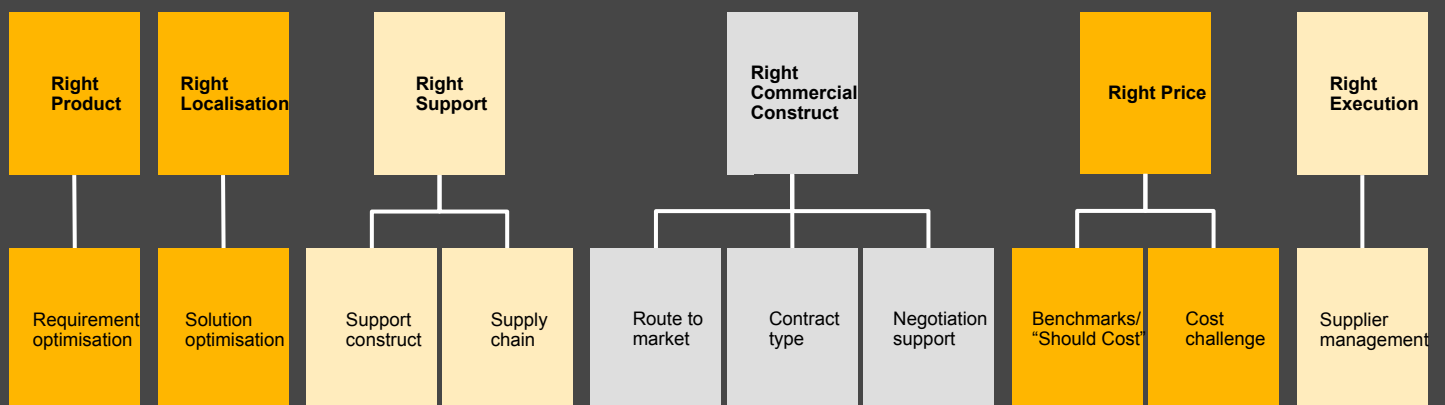 Right
Product
Right
Localisation
Right
Support
Right
Commercial
Construct
Right Price
Right
Execution
Requirement
optimisation
Solution
optimisation
Support
construct
Supply
chain
Route to
market
Contract
type
Negotiation
support
Benchmarks/
“Should Cost”
Cost
challenge
Supplier
management